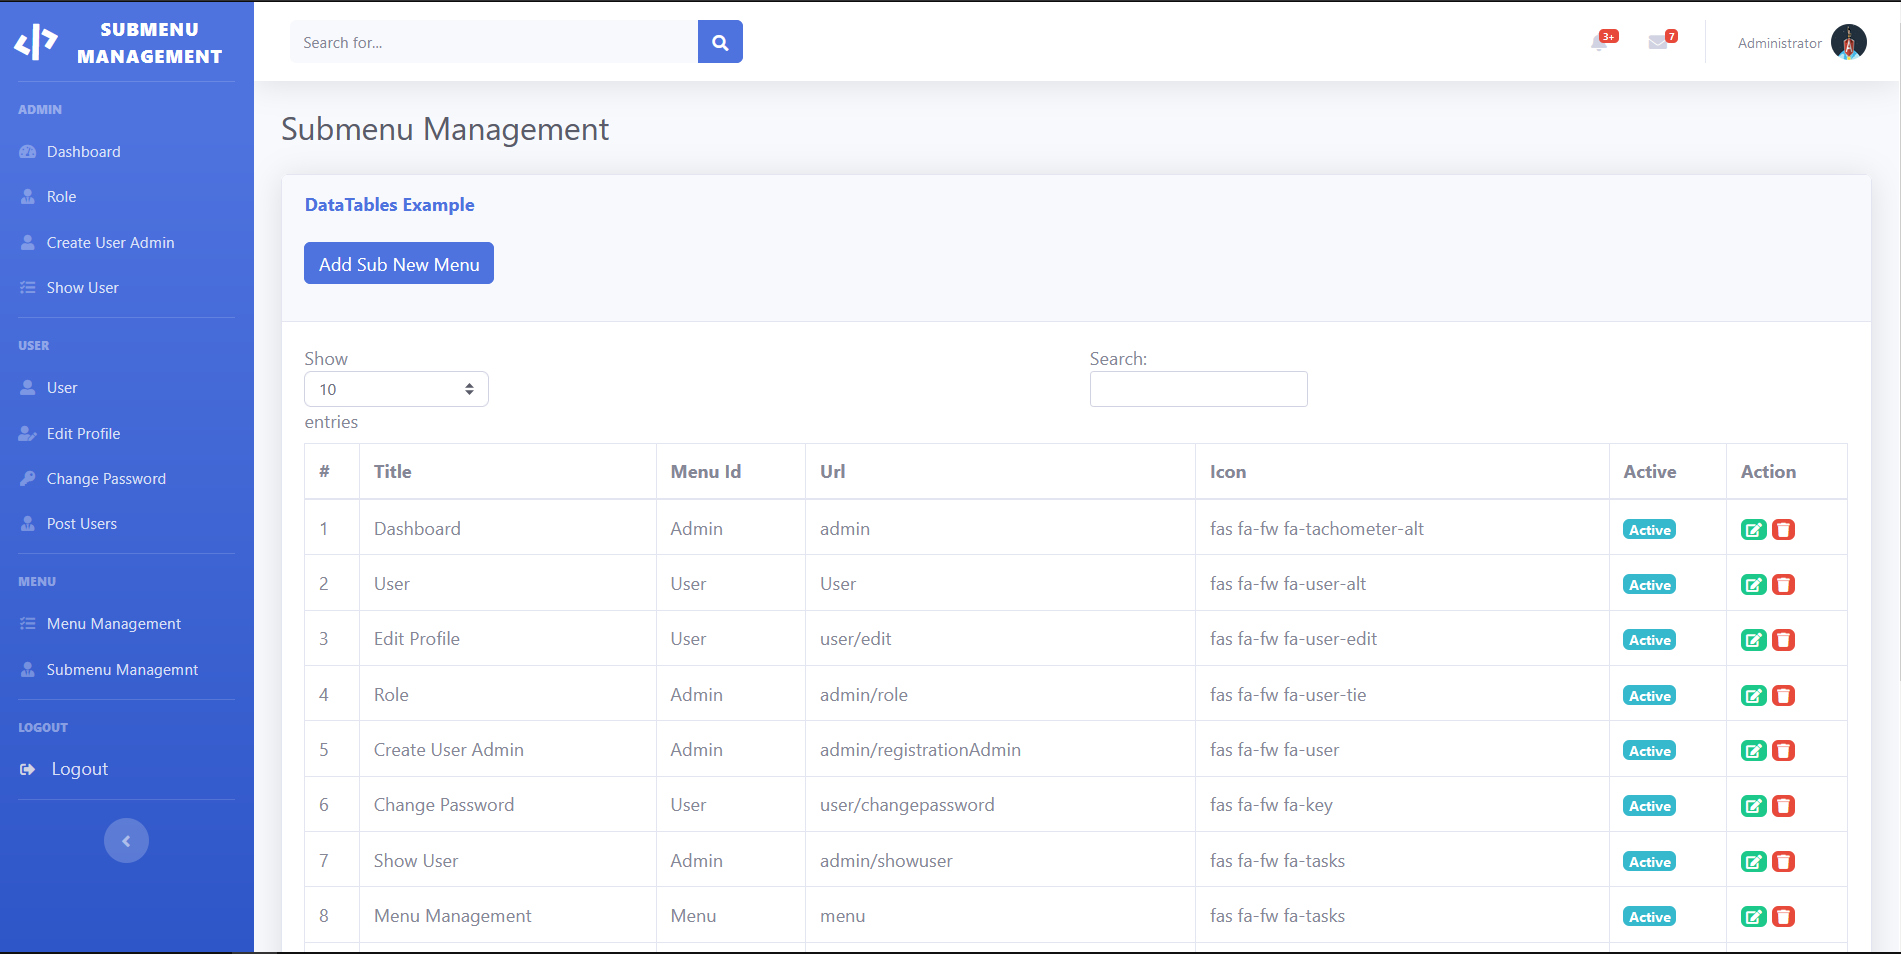 SUBMENU
MANAGEMENT
ADMIN
Dashboard
Role
Create User Admin
Show User
USER
User
Edit Profile
Change Password
Post Users
MENU
Menu Management
Submenu Managemnt
LOGOUT
Logout
Search for...
3+
7
Administrator
Submenu Management
DataTables Example
Add Sub New Menu
Show
10
entries
Search:
# Title Menu Id Url Icon Active Action
1 Dashboard Admin admin fas fa-fw fa-tachometer-alt Active
2 User User User fas fa-fw fa-user-alt Active
3 Edit Profile User user/edit fas fa-fw fa-user-edit Active
4 Role Admin admin/role fas fa-fw fa-user-tie Active
5 Create User Admin Admin admin/registrationAdmin fas fa-fw fa-user Active
6 Change Password User user/changepassword fas fa-fw fa-key Active
7 Show User Admin admin/showuser fas fa-fw fa-tasks Active
8 Menu Management Menu menu fas fa-fw fa-tasks Active